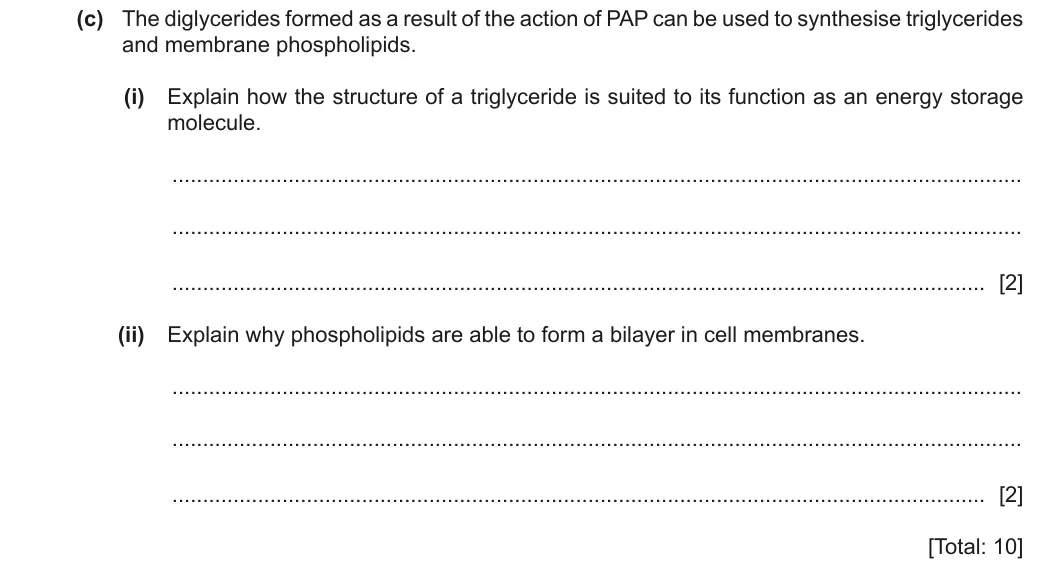 (c) The diglycerides formed as a result of the action of PAP can be used to synthesise triglycerides
and membrane phospholipids.
(i) Explain how the structure of a triglyceride is suited to its function as an energy storage
molecule.
..........................................................................................................................................
..........................................................................................................................................
.................................................................................................................................... [2]
(ii) Explain why phospholipids are able to form a bilayer in cell membranes.
..........................................................................................................................................
..........................................................................................................................................
.................................................................................................................................... [2]
[Total: 10]